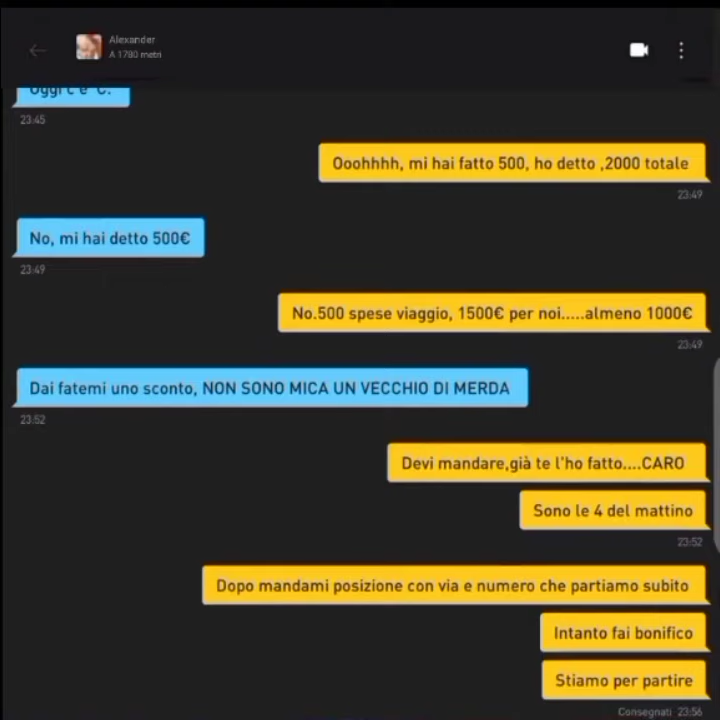 Alexander
A 1780 metri
Oggi c'è "C."
23:45
Ooohhhh, mi hai fatto 500, ho detto ,2000 totale
23:49
No, mi hai detto 500€
23:49
No.500 spese viaggio, 1500€ per noi.....almeno 1000€
23:49
Dai fatemi uno sconto, NON SONO MICA UN VECCHIO DI MERDA
23:52
Devi mandare,già te l'ho fatto....CARO
Sono le 4 del mattino
23:52
Dopo mandami posizione con via e numero che partiamo subito
Intanto fai bonifico
Stiamo per partire
Consegnati 23:56